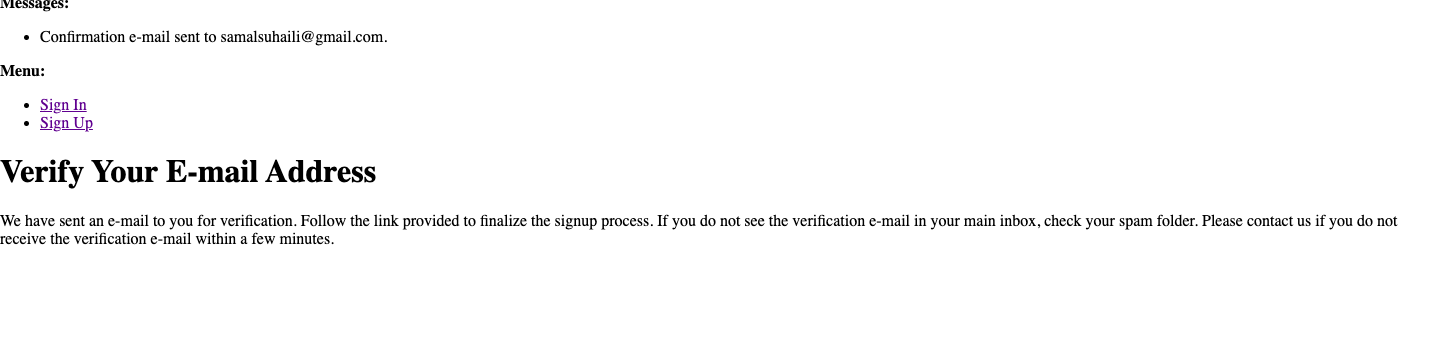 Messages:
Confirmation e-mail sent to samalsuhaili@gmail.com.
Menu:
Sign In
Sign Up
Verify Your E-mail Address
We have sent an e-mail to you for verification. Follow the link provided to finalize the signup process. If you do not see the verification e-mail in your main inbox, check your spam folder. Please contact us if you do not
receive the verification e-mail within a few minutes.